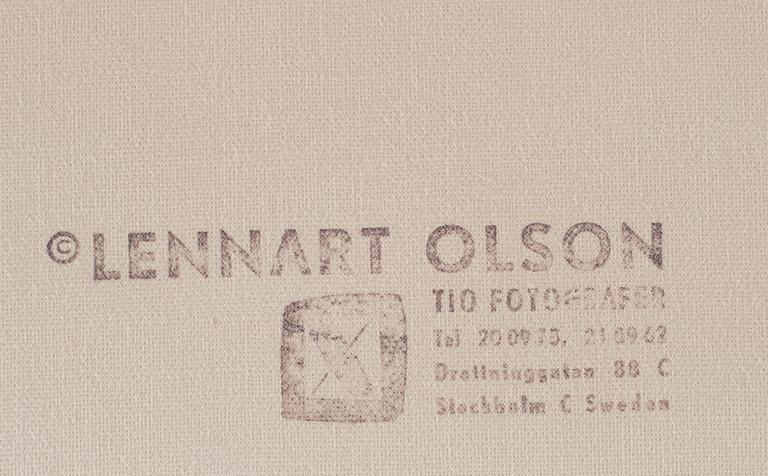 © LENNART OLSON
TIO FOTOGRAFER
Tel 20 09 75, 21 09 62
Drottninggatan 88 C
Stockholm C Sweden